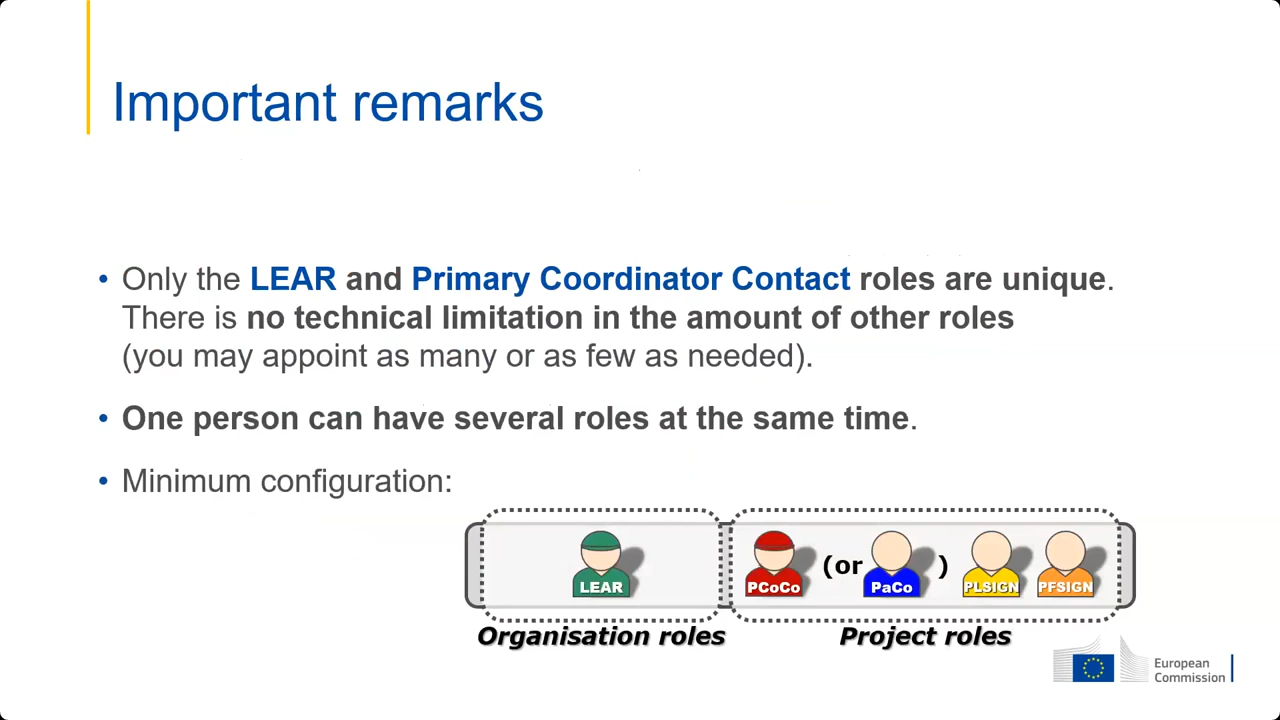 Important remarks
• Only the LEAR and Primary Coordinator Contact roles are unique.
There is no technical limitation in the amount of other roles
(you may appoint as many or as few as needed).
• One person can have several roles at the same time.
• Minimum configuration:
LEAR PCoCo (or PaCo ) PLSIGN PFSIGN
Organisation roles Project roles
European
Commission